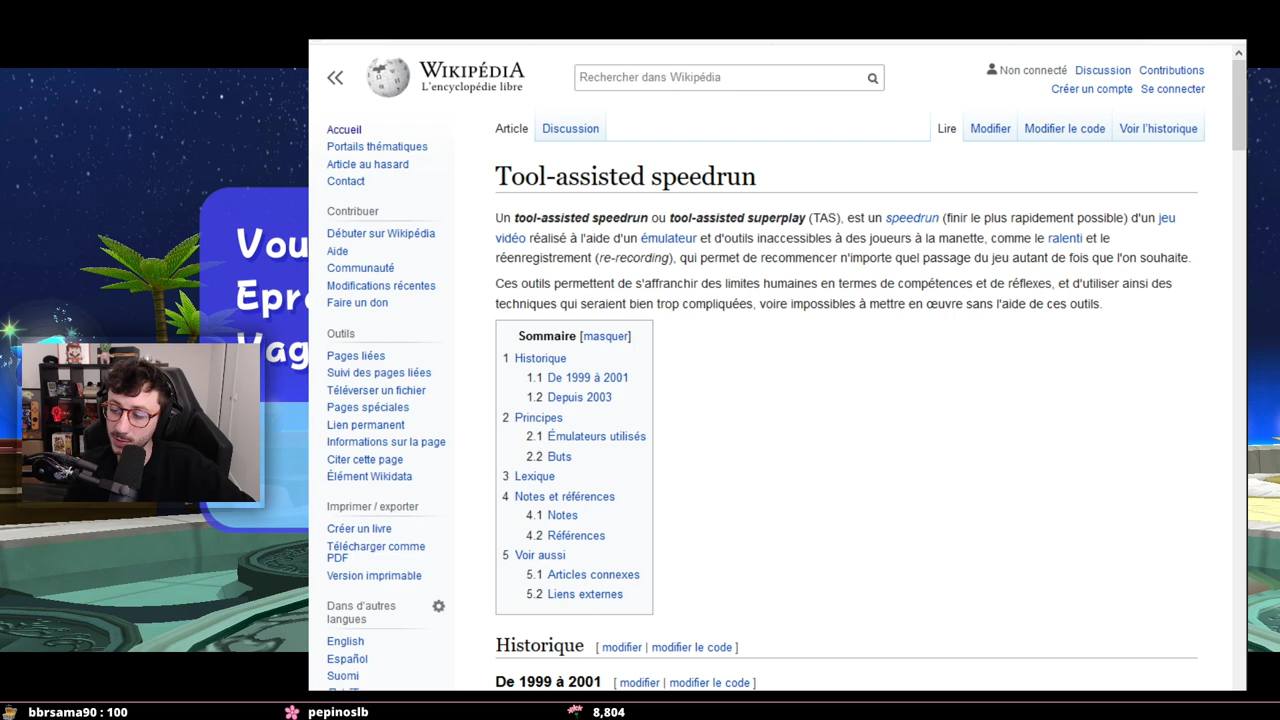 WIKIPÉDIA
L'encyclopédie libre
Rechercher dans Wikipédia
Non connecté Discussion Contributions
Créer un compte Se connecter
Article Discussion
Lire Modifier Modifier le code Voir l'historique
Accueil
Portails thématiques
Article au hasard
Contact
Contribuer
Débuter sur Wikipédia
Aide
Communauté
Modifications récentes
Faire un don
Outils
Pages liées
Suivi des pages liées
Téléverser un fichier
Pages spéciales
Lien permanent
Informations sur la page
Citer cette page
Élément Wikidata
Imprimer / exporter
Créer un livre
Télécharger comme
PDF
Version imprimable
Dans d'autres
langues
English
Español
Suomi
Tool-assisted speedrun
Un tool-assisted speedrun ou tool-assisted superplay (TAS), est un speedrun (finir le plus rapidement possible) d'un jeu
vidéo réalisé à l'aide d'un émulateur et d'outils inaccessibles à des joueurs à la manette, comme le ralenti et le
réenregistrement (re-recording), qui permet de recommencer n'importe quel passage du jeu autant de fois que l'on souhaite.
Ces outils permettent de s'affranchir des limites humaines en termes de compétences et de réflexes, et d'utiliser ainsi des
techniques qui seraient bien trop compliquées, voire impossibles à mettre en œuvre sans l'aide de ces outils.
Sommaire [masquer]
1 Historique
1.1 De 1999 à 2001
1.2 Depuis 2003
2 Principes
2.1 Émulateurs utilisés
2.2 Buts
3 Lexique
4 Notes et références
4.1 Notes
4.2 Références
5 Voir aussi
5.1 Articles connexes
5.2 Liens externes
Historique [ modifier | modifier le code ]
De 1999 à 2001 [ modifier | modifier le code ]
Vou
Epr
Vag
bbrsama90 : 100
pepinoslb
8,804